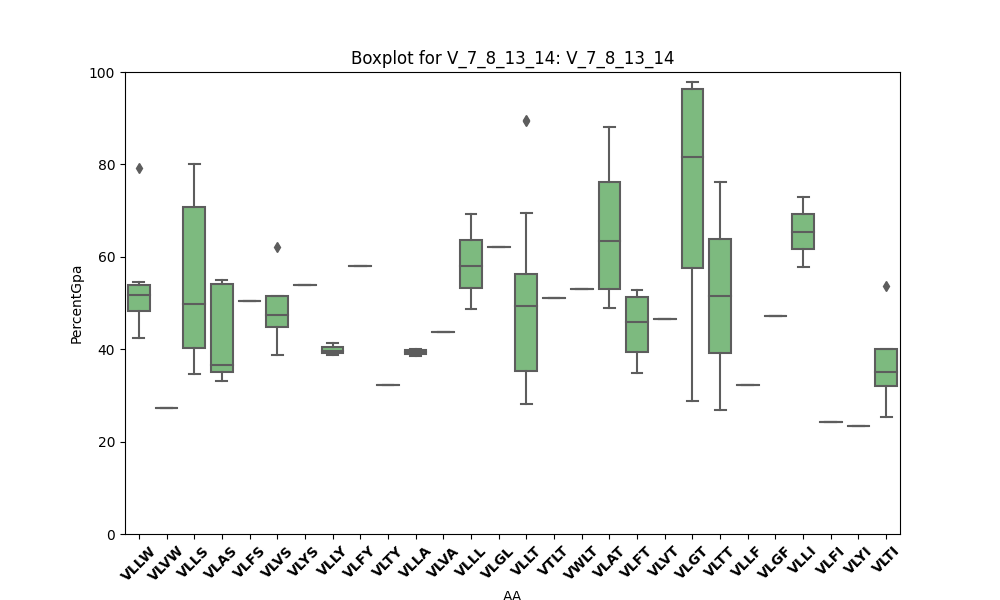 Boxplot for V_7_8_13_14: V_7_8_13_14
PercentGpa
100
80
60
40
20
0
VLLW VLVW VLLS VLAS VLFS VLVS VLYS VLLY VLFY VLTY VLLA VLVA VLLL VLGL VLLT VTLT VWLT VLAT VLFT VLVT VLGT VLTT VLLF VLGF VLLI VLFI VLYI VLTI
AA